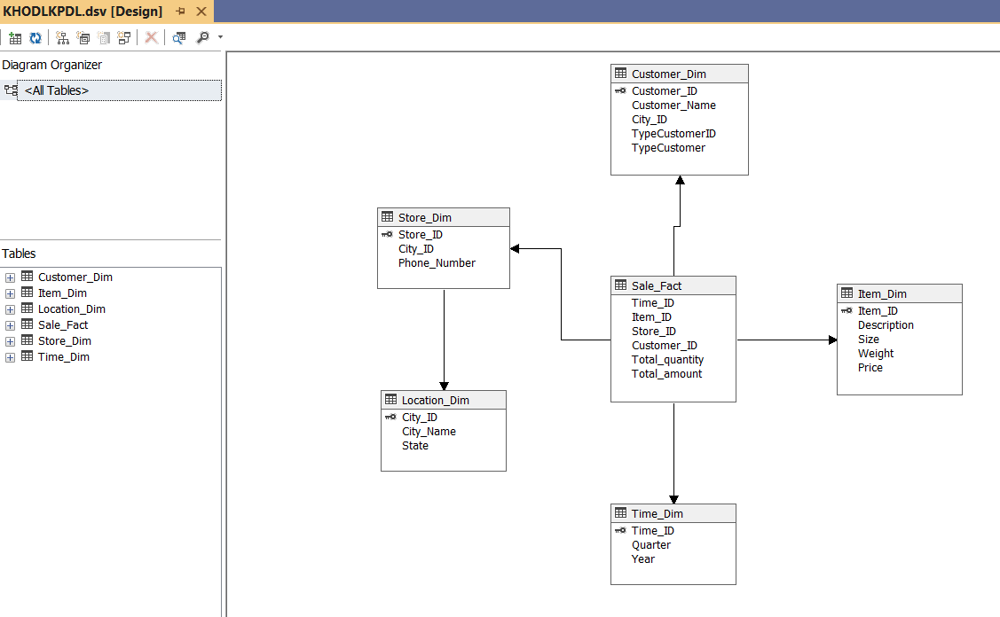 KHODLKPDL.dsv [Design]
Diagram Organizer
<All Tables>
Tables
Customer_Dim
Item_Dim
Location_Dim
Sale_Fact
Store_Dim
Time_Dim
Customer_Dim
Customer_ID
Customer_Name
City_ID
TypeCustomerID
TypeCustomer
Store_Dim
Store_ID
City_ID
Phone_Number
Sale_Fact
Time_ID
Item_ID
Store_ID
Customer_ID
Total_quantity
Total_amount
Item_Dim
Item_ID
Description
Size
Weight
Price
Location_Dim
City_ID
City_Name
State
Time_Dim
Time_ID
Quarter
Year